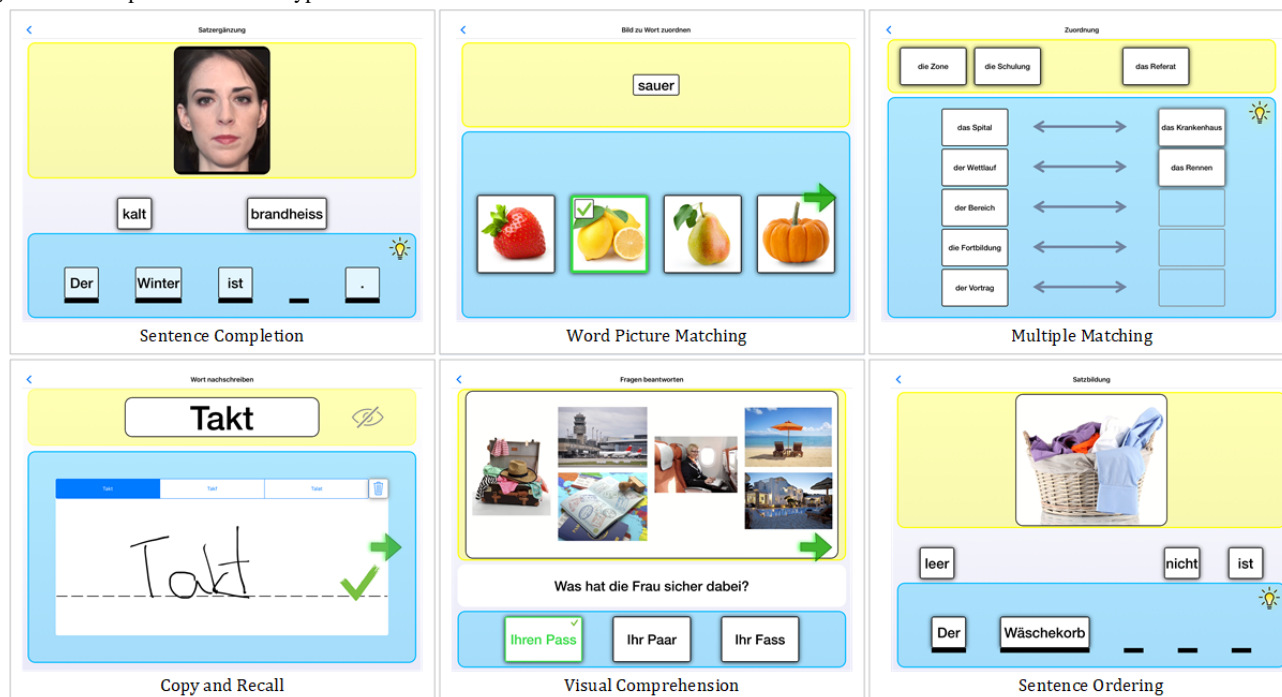 Satzergänzung
kalt
brandheiss
Der Winter ist _ .
Sentence Completion
Bild zu Wort zuordnen
sauer
Word Picture Matching
Zuordnung
die Zone
die Schulung
das Referat
das Spital
das Krankenhaus
der Wettlauf
das Rennen
der Bereich
die Fortbildung
der Vortrag
Multiple Matching
Wort nachschreiben
Takt
Takt
Takt
Copy and Recall
Fragen beantworten
Was hat die Frau sicher dabei?
Ihren Pass
Ihr Paar
Ihr Fass
Visual Comprehension
Satzbildung
leer
nicht
ist
Der Wäschekorb _ _ _
Sentence Ordering